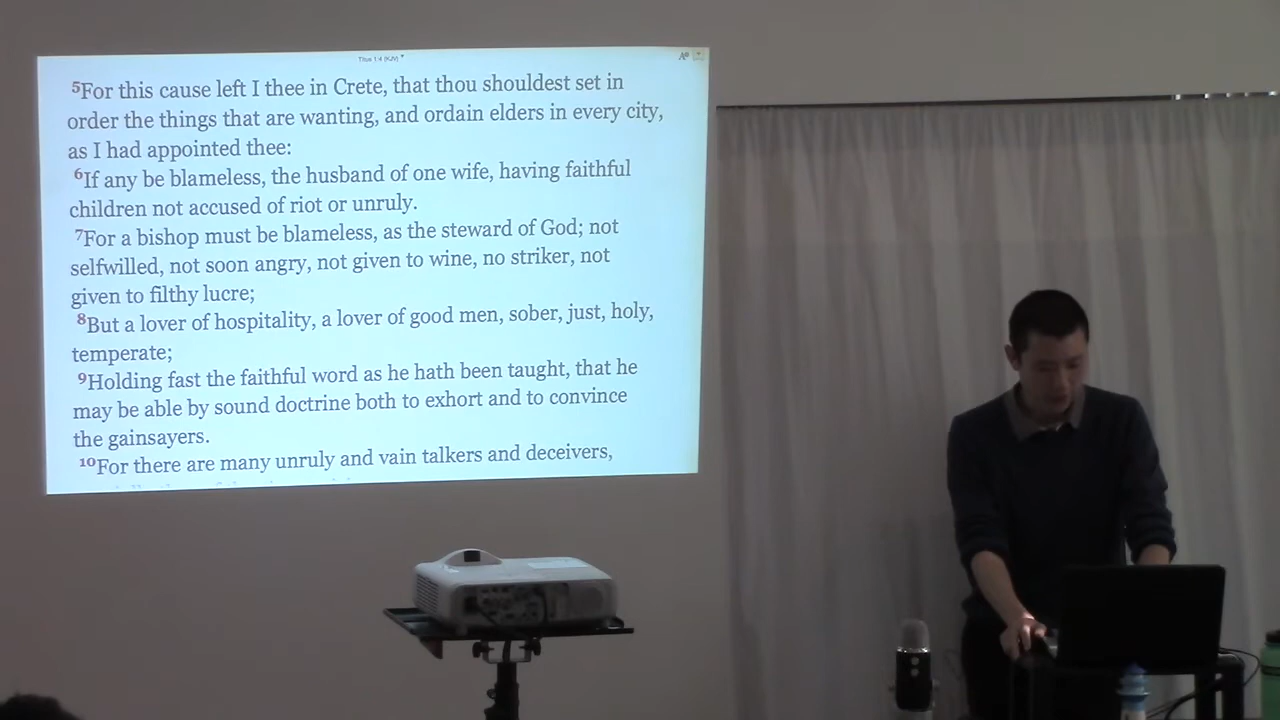 Titus 1:4 (KJV)
5For this cause left I thee in Crete, that thou shouldest set in
order the things that are wanting, and ordain elders in every city,
as I had appointed thee:
6If any be blameless, the husband of one wife, having faithful
children not accused of riot or unruly.
7For a bishop must be blameless, as the steward of God; not
selfwilled, not soon angry, not given to wine, no striker, not
given to filthy lucre;
8But a lover of hospitality, a lover of good men, sober, just, holy,
temperate;
9Holding fast the faithful word as he hath been taught, that he
may be able by sound doctrine both to exhort and to convince
the gainsayers.
10For there are many unruly and vain talkers and deceivers,